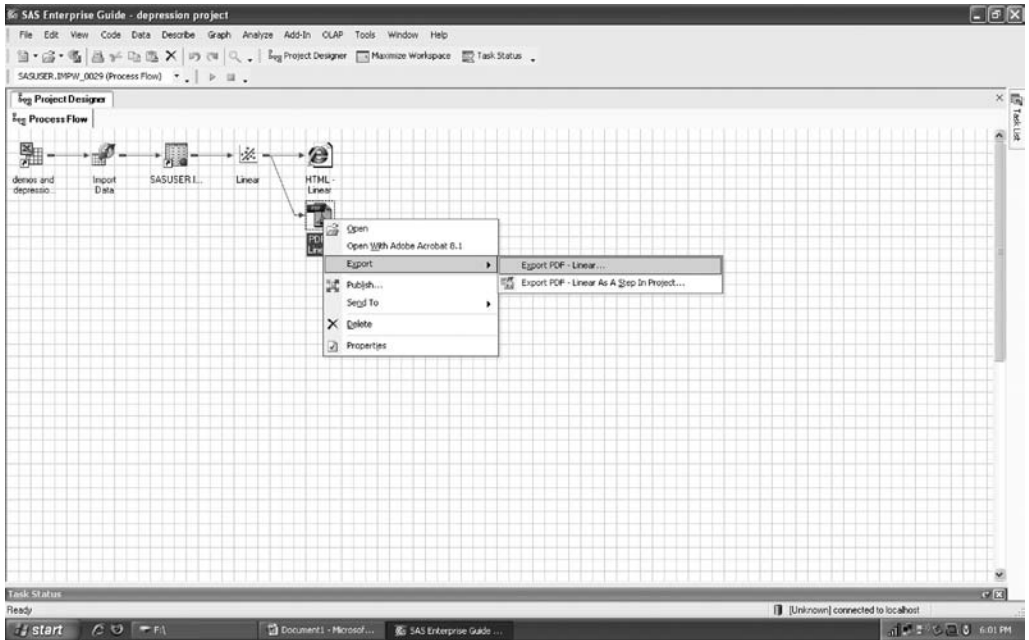 SAS Enterprise Guide - depression project
File Edit View Code Data Describe Graph Analyze Add-In OLAP Tools Window Help
Project Designer Maximize Workspace Task Status
SASUSER.IMPW_0029 (Process Flow)
Project Designer
Process Flow
Task List
demos and
depressio...
Import
Data
SASUSER.I...
Linear
HTML -
Linear
Open
Open With Adobe Acrobat 8.1
Export
Export PDF - Linear...
Export PDF - Linear As A Step In Project...
Publish...
Send To
Delete
Properties
Task Status
Ready
[Unknown] connected to localhost
start
F:\
Document1 - Microsof...
SAS Enterprise Guide ...
6:01 PM